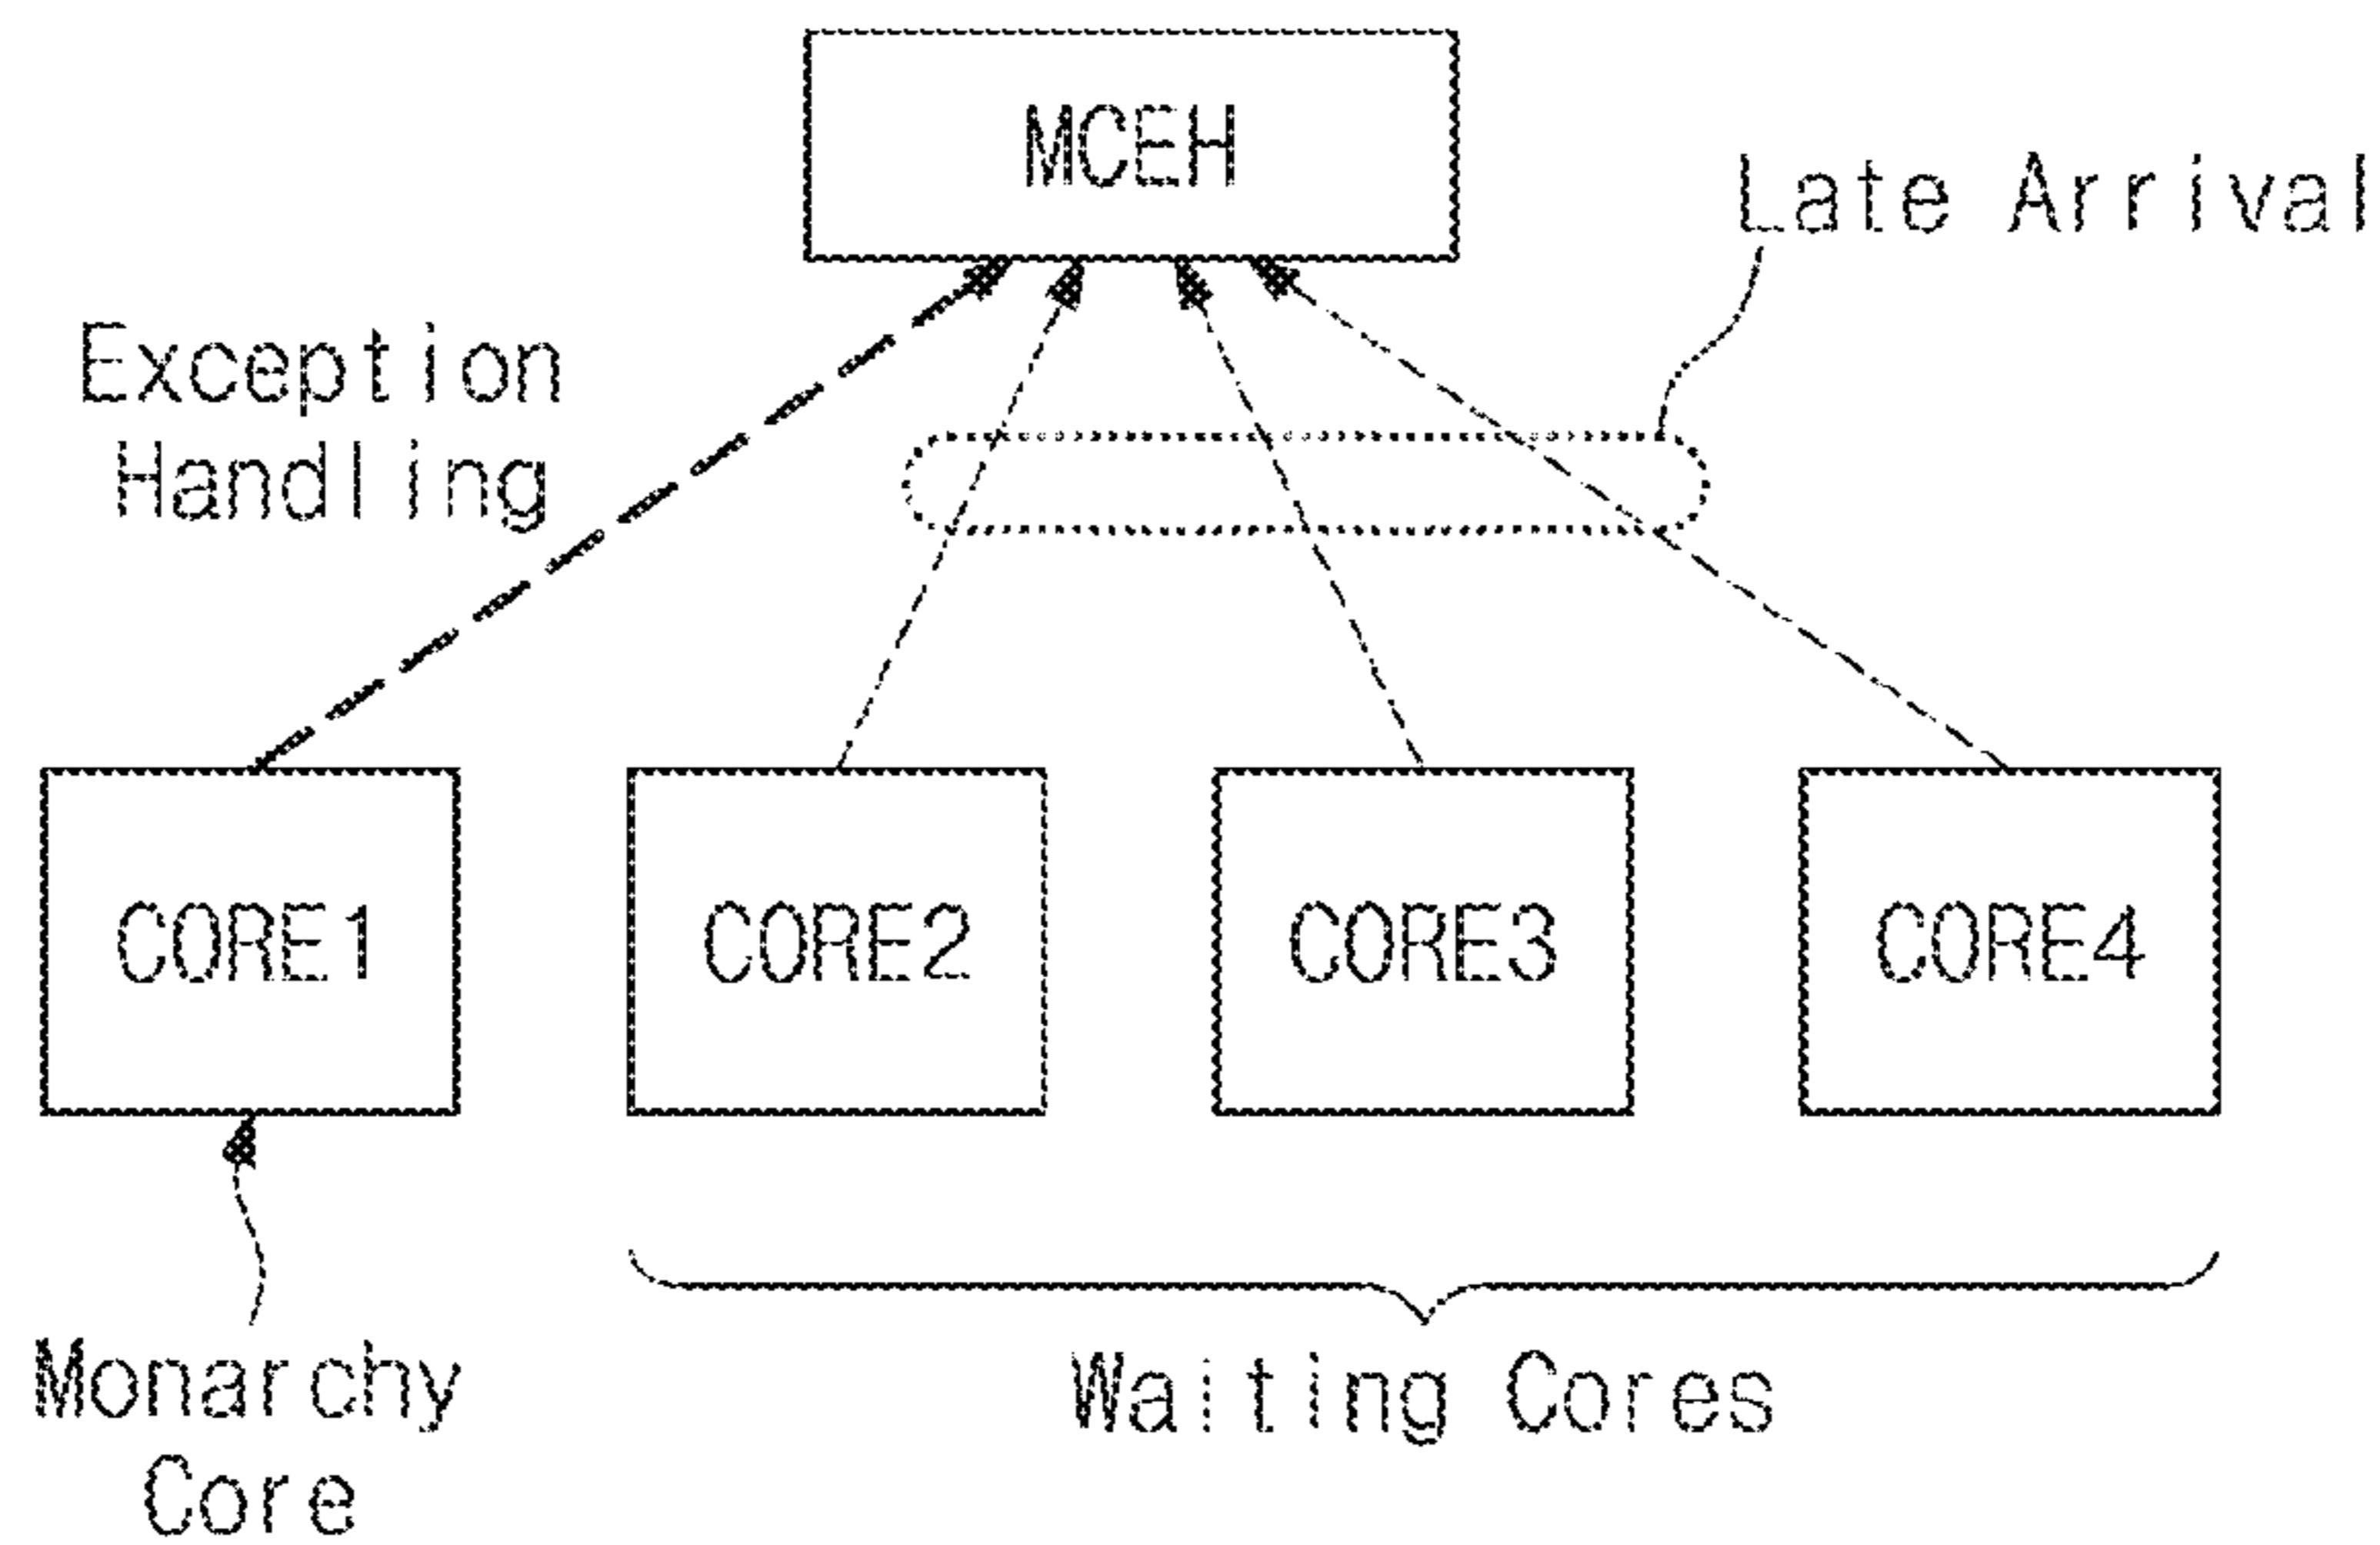 MCEH
Late Arrival
Exception
Handling
CORE1
CORE2
CORE3
CORE4
Monarchy
Core
Waiting Cores